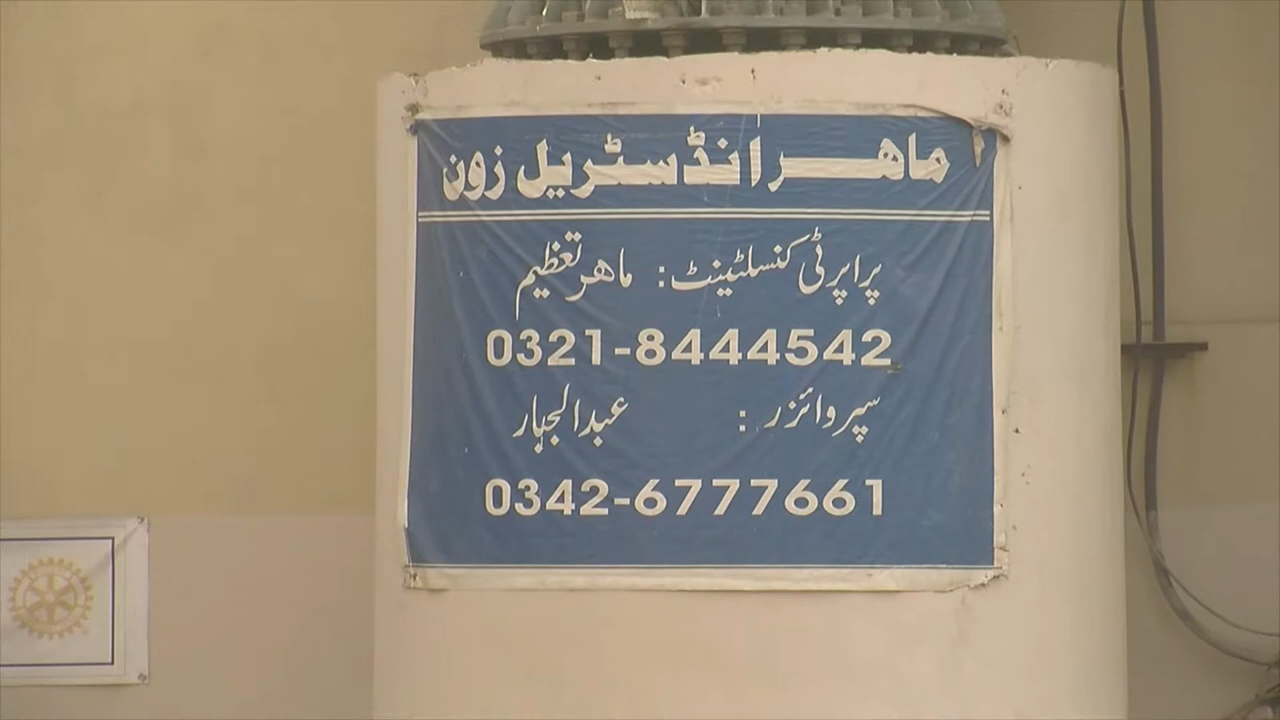 ماھر انڈسٹریل زون
پراپرٹی کنسلٹینٹ: ماھر تعظیم
0321-8444542
سپروائزر : عبدالجبار
0342-6777661